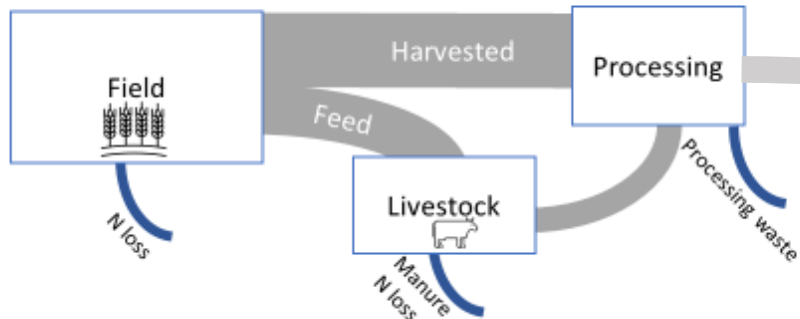 Field
Harvested
Processing
Feed
Livestock
N loss
Manure
N loss
Processing waste